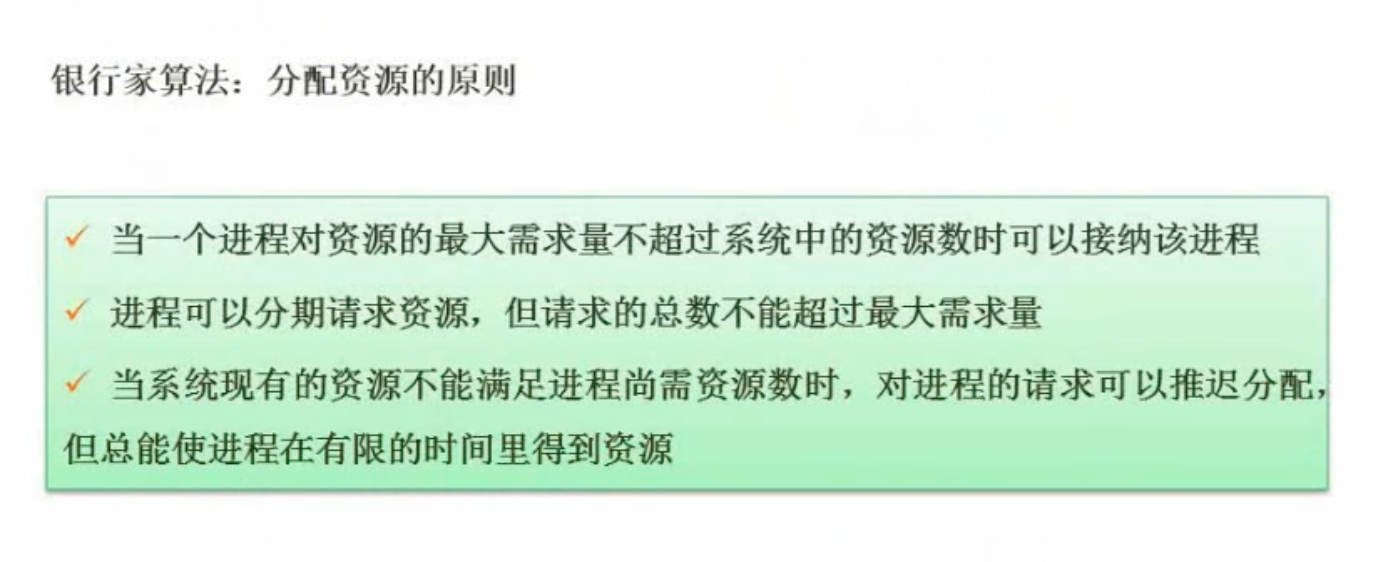 银行家算法：分配资源的原则
✓ 当一个进程对资源的最大需求量不超过系统中的资源数时可以接纳该进程
✓ 进程可以分期请求资源，但请求的总数不能超过最大需求量
✓ 当系统现有的资源不能满足进程尚需资源数时，对进程的请求可以推迟分配，
但总能使进程在有限的时间里得到资源